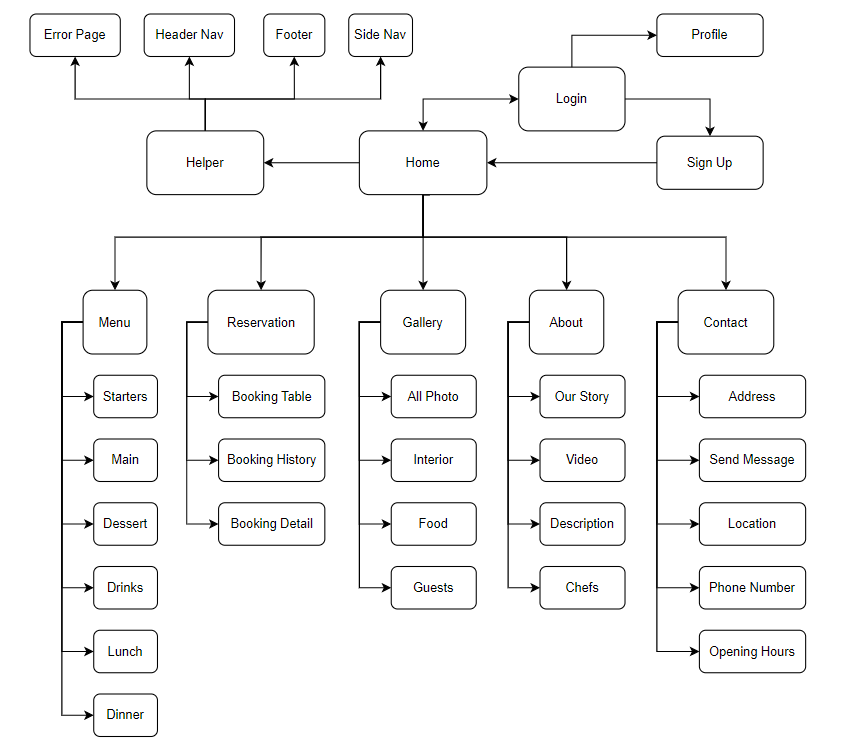 Error Page
Header Nav
Footer
Side Nav
Profile
Login
Helper
Home
Sign Up
Menu
Reservation
Gallery
About
Contact
Starters
Booking Table
All Photo
Our Story
Address
Main
Booking History
Interior
Video
Send Message
Dessert
Booking Detail
Food
Description
Location
Drinks
Guests
Chefs
Phone Number
Lunch
Opening Hours
Dinner